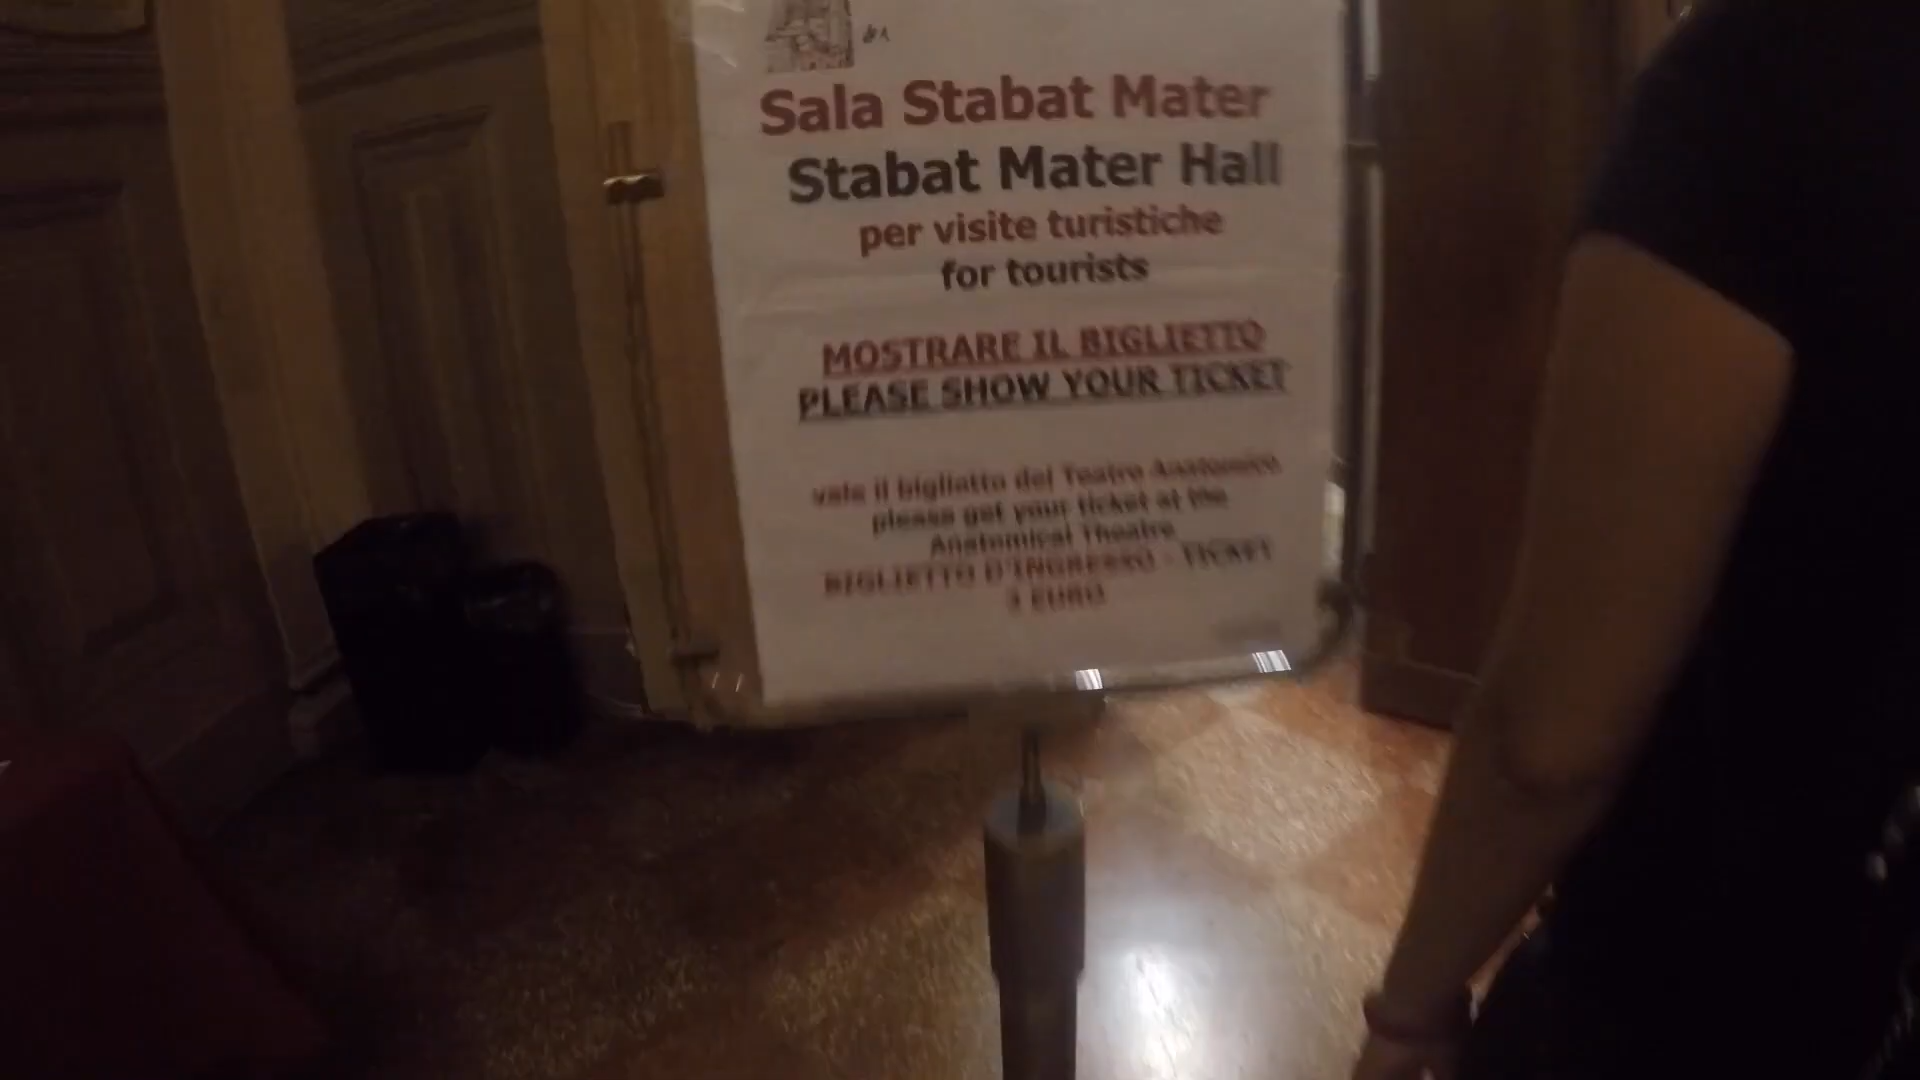 Sala Stabat Mater
Stabat Mater Hall
per visite turistiche
for tourists
MOSTRARE IL BIGLIETTO
PLEASE SHOW YOUR TICKET
vale il biglietto del Teatro Anatomico
please get your ticket at the
Anatomical Theatre
BIGLIETTO D'INGRESSO - TICKET
3 EURO